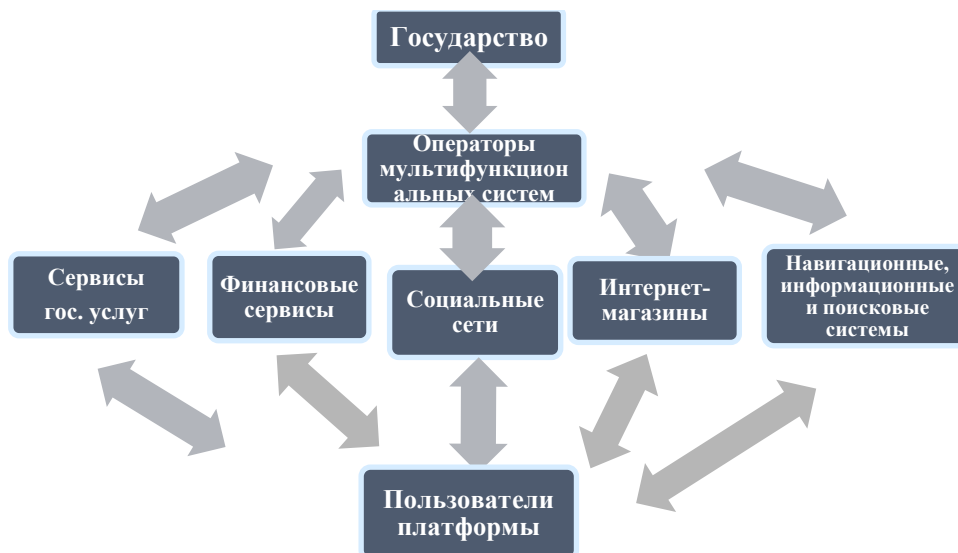 Государство
Операторы
мультифункцион
альных систем
Сервисы
гос. услуг
Финансовые
сервисы
Социальные
сети
Интернет-
магазины
Навигационные,
информационные
и поисковые
системы
Пользователи
платформы